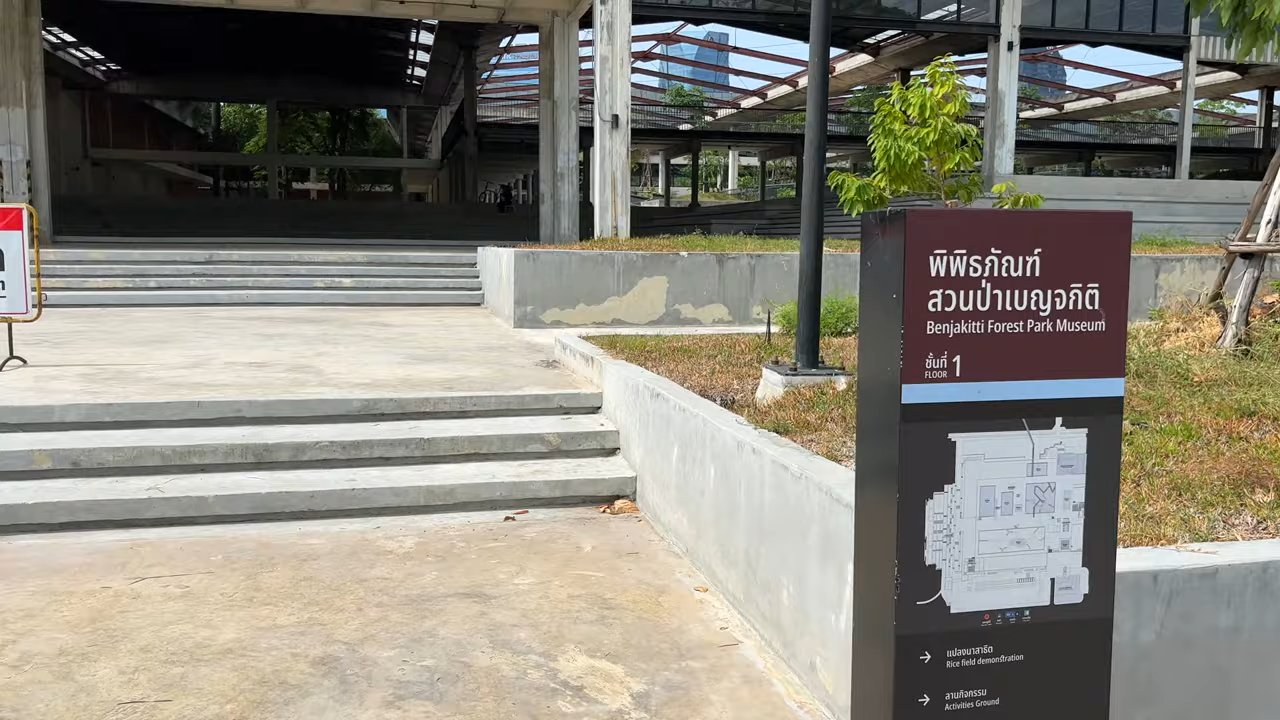 พิพิธภัณฑ์
สวนป่าเบญจกิติ
Benjakitti Forest Park Museum
ชั้นที่ 1
FLOOR
แปลงนาสาธิต
Rice field demonstration
ลานกิจกรรม
Activities Ground